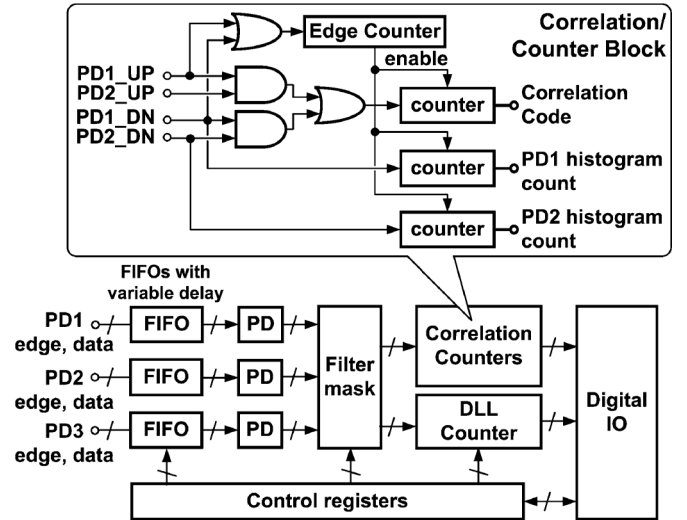 Correlation/
Counter Block
Edge Counter
enable
PD1_UP
PD2_UP
PD1_DN
PD2_DN
counter
Correlation
Code
counter
PD1 histogram
count
counter
PD2 histogram
count
FIFOs with
variable delay
PD1
edge, data
FIFO
PD
PD2
edge, data
FIFO
PD
PD3
edge, data
FIFO
PD
Filter
mask
Correlation
Counters
DLL
Counter
Digital
IO
Control registers